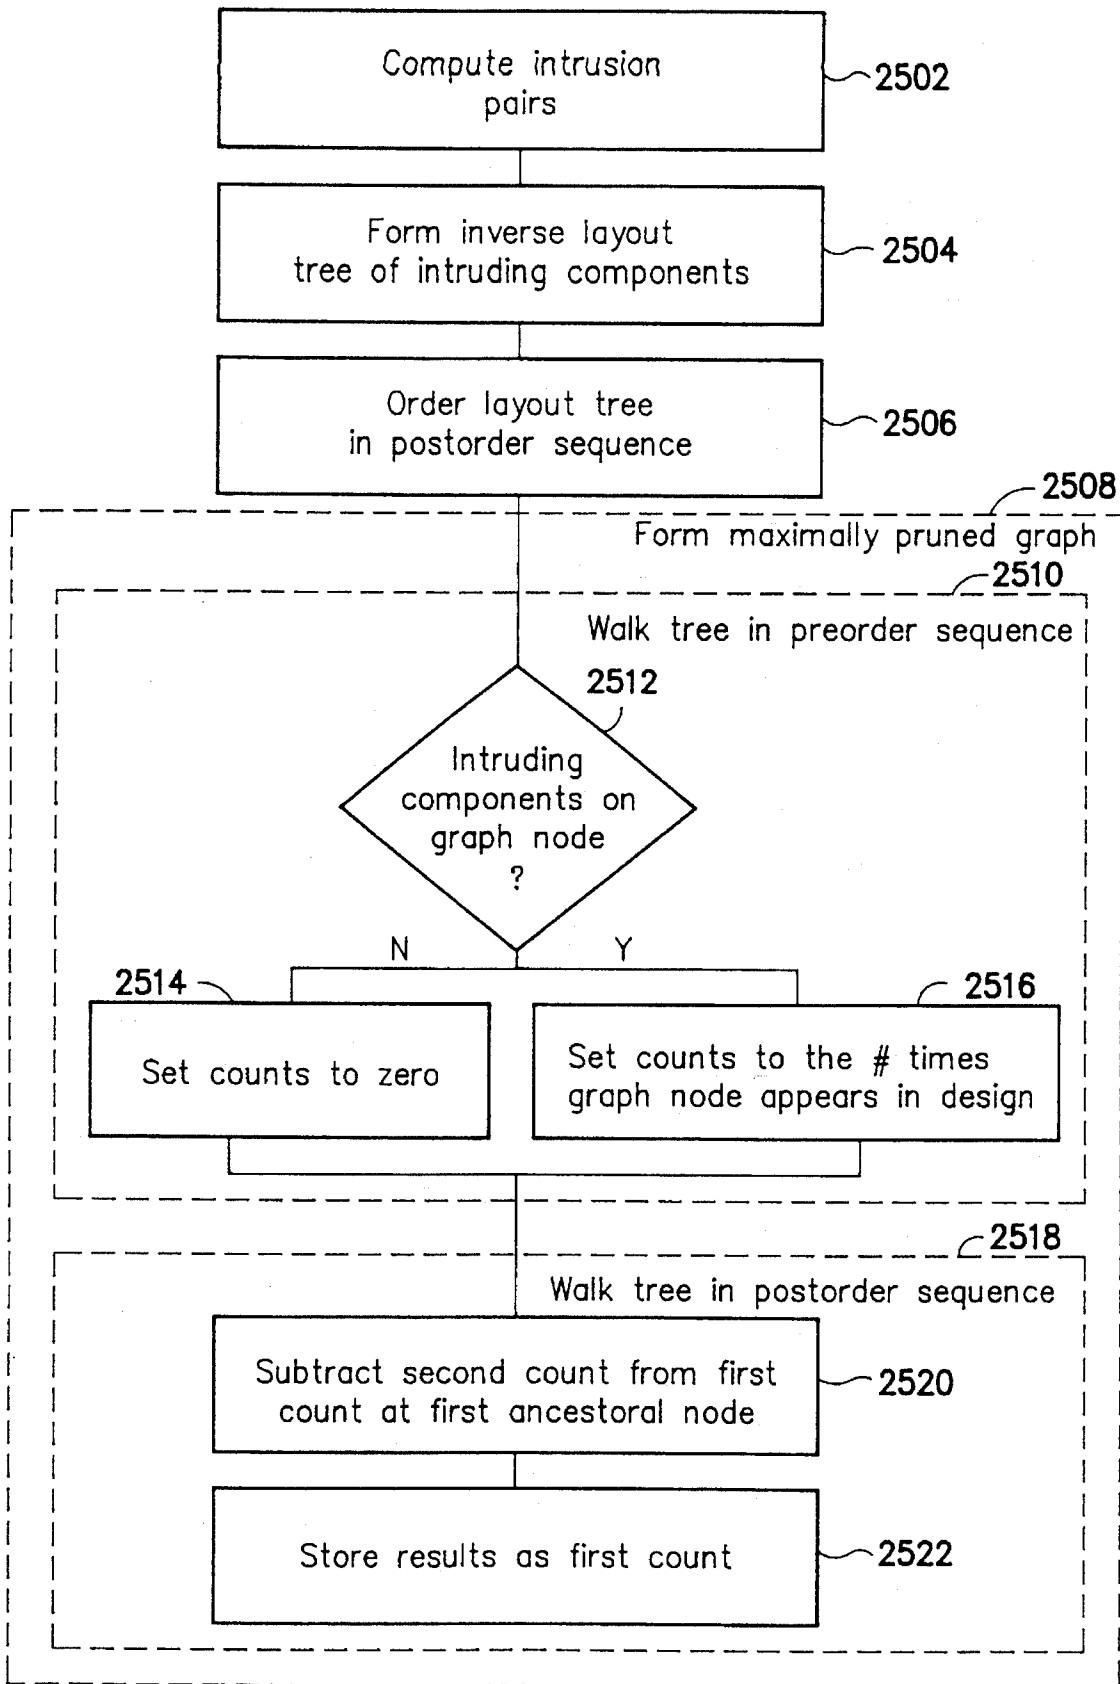 Compute intrusion
pairs
2502
Form inverse layout
tree of intruding components
2504
Order layout tree
in postorder sequence
2506
2508
Form maximally pruned graph
2510
Walk tree in preorder sequence
2512
Intruding
components on
graph node
?
N
Y
2514
Set counts to zero
2516
Set counts to the # times
graph node appears in design
2518
Walk tree in postorder sequence
Subtract second count from first
count at first ancestoral node
2520
Store results as first count
2522